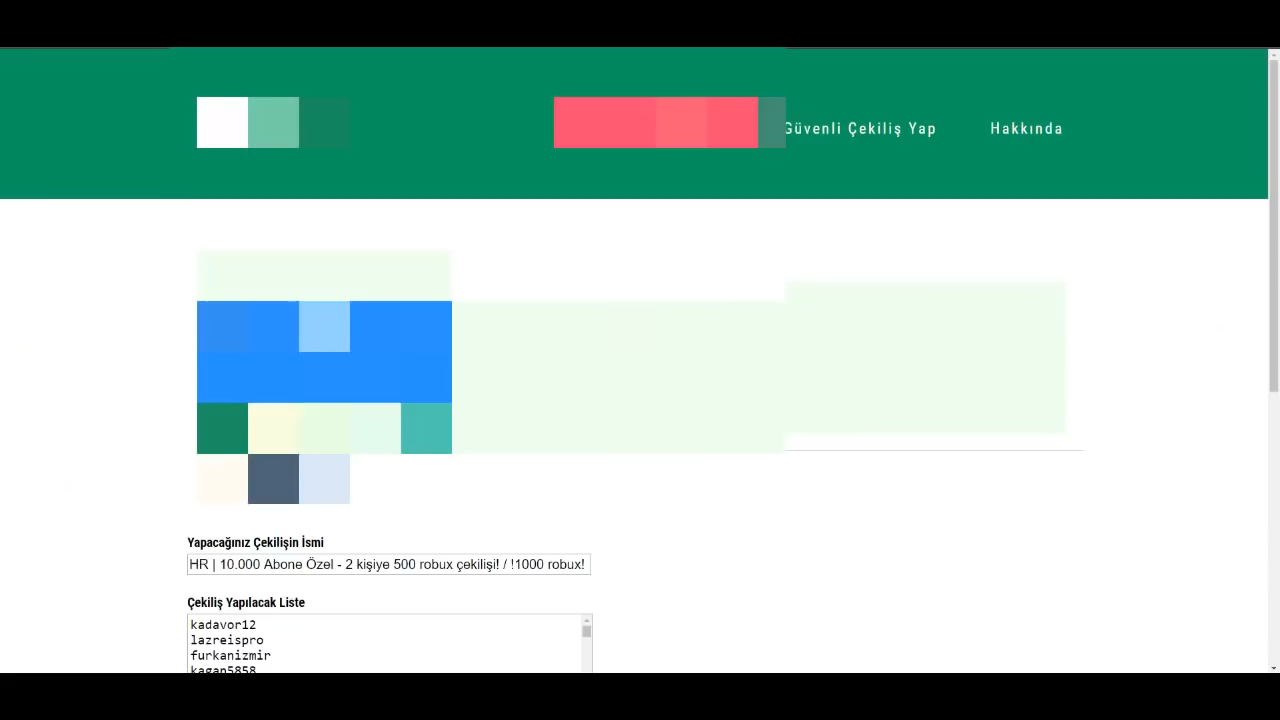 Güvenli Çekiliş Yap Hakkında
Yapacağınız Çekilişin İsmi
HR | 10.000 Abone Özel - 2 kişiye 500 robux çekilişi! / !1000 robux!
Çekiliş Yapılacak Liste
kadavor12
lazreispro
furkanizmir
kagan5858